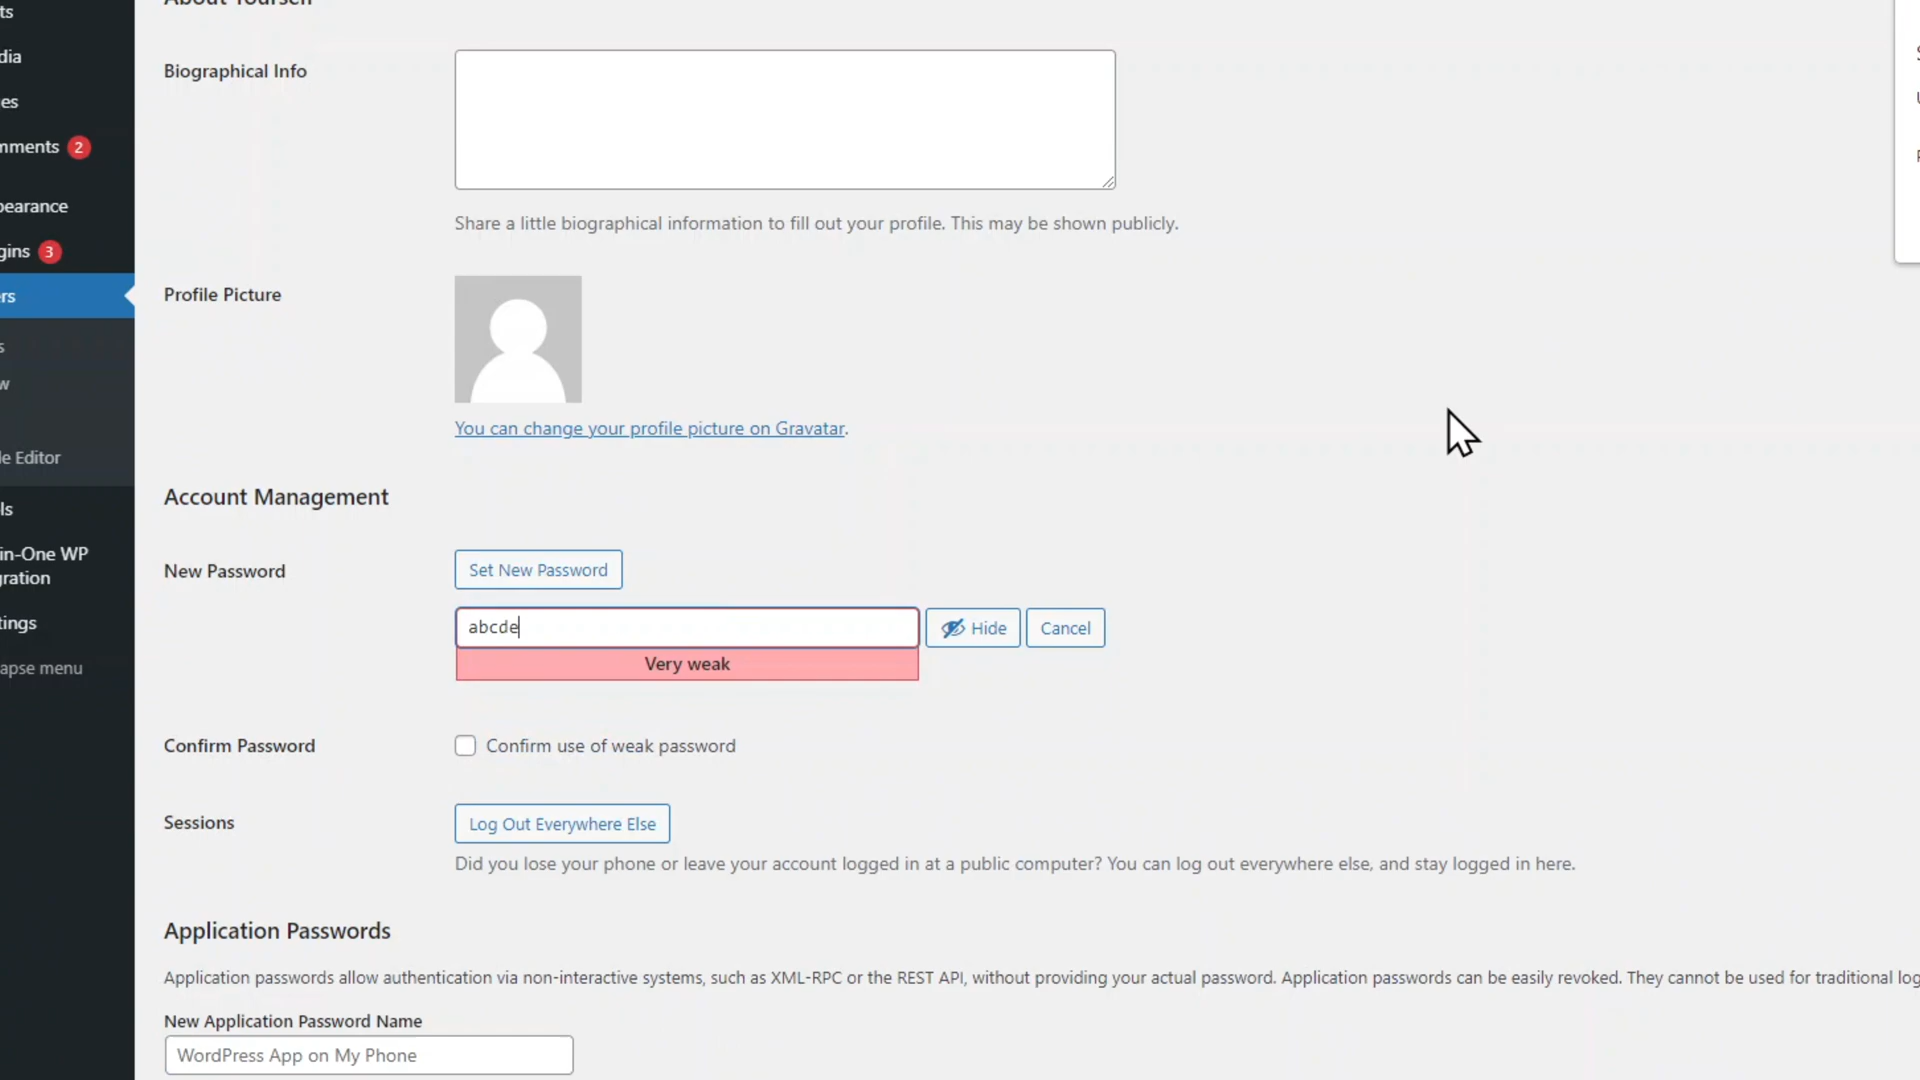 ts
About Yourself
dia
Biographical Info
es
mments 2
pearance
Share a little biographical information to fill out your profile. This may be shown publicly.
gins 3
rs
Profile Picture
s
w
You can change your profile picture on Gravatar.
le Editor
Account Management
ls
in-One WP
gration
New Password
Set New Password
tings
abcde
Hide
Cancel
apse menu
Very weak
Confirm Password
Confirm use of weak password
Sessions
Log Out Everywhere Else
Did you lose your phone or leave your account logged in at a public computer? You can log out everywhere else, and stay logged in here.
Application Passwords
Application passwords allow authentication via non-interactive systems, such as XML-RPC or the REST API, without providing your actual password. Application passwords can be easily revoked. They cannot be used for traditional log
New Application Password Name
WordPress App on My Phone